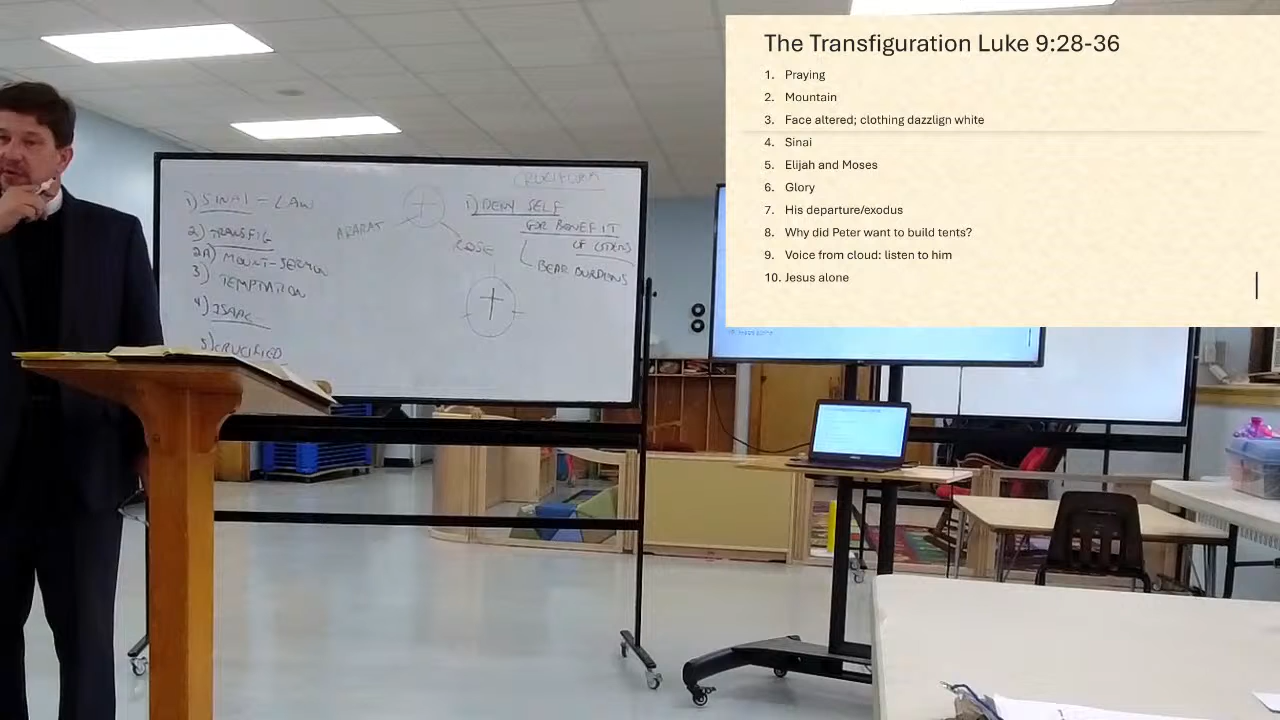 1) SINAI - LAW
2) TRANSFIG
2A) MOUNT-SERMON
3) TEMPTATION
4) ISAAC
5) CRUCIFIED
ARARAT
CRUCIFORM
1) DENY SELF
FOR BENEFIT
OF OTHERS
BEAR BURDENS
The Transfiguration Luke 9:28-36
1. Praying
2. Mountain
3. Face altered; clothing dazzlign white
4. Sinai
5. Elijah and Moses
6. Glory
7. His departure/exodus
8. Why did Peter want to build tents?
9. Voice from cloud: listen to him
10. Jesus alone